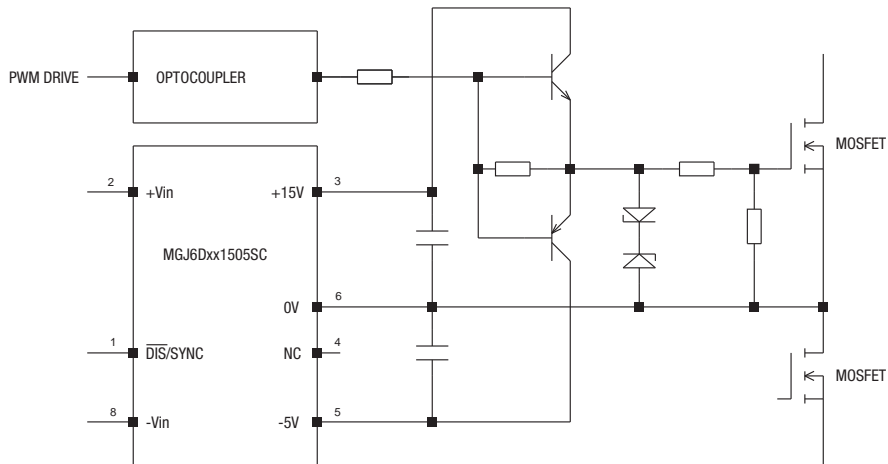 PWM DRIVE
OPTOCOUPLER
MOSFET
2
+Vin
+15V
3
MGJ6Dxx1505SC
0V
6
1
DIS/SYNC
NC
4
MOSFET
8
-Vin
-5V
5